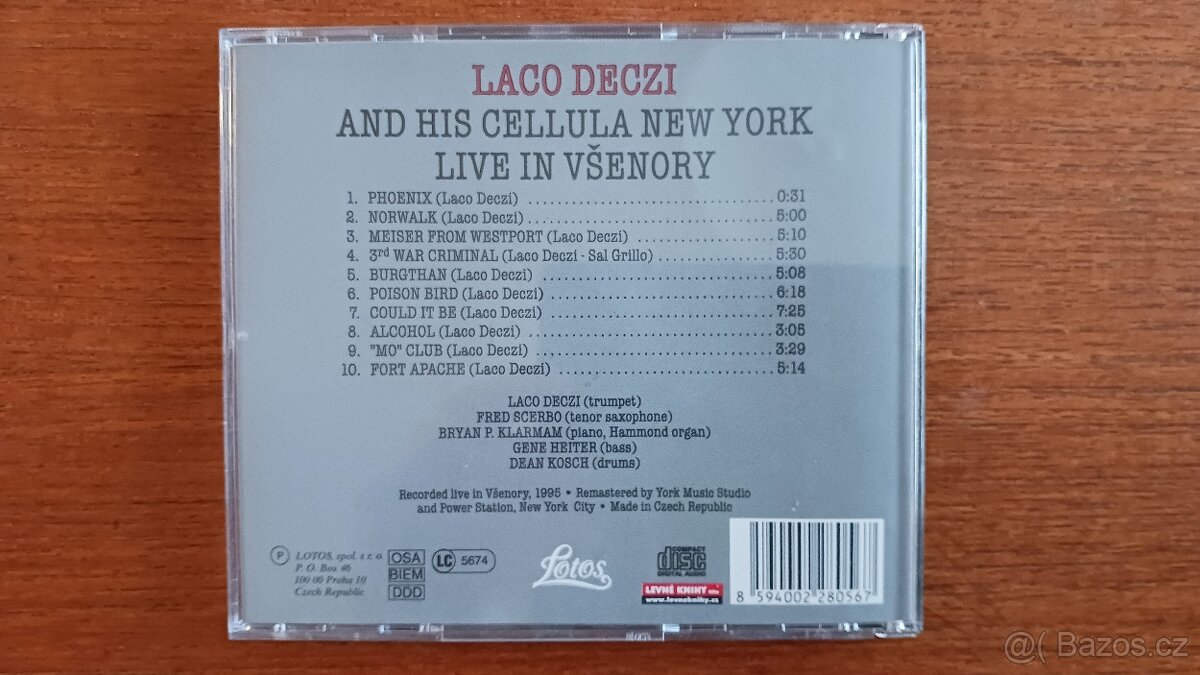 LACO DECZI
AND HIS CELLULA NEW YORK
LIVE IN VŠENORY
1. PHOENIX (Laco Deczi) ........................ 0:31
2. NORWALK (Laco Deczi) ........................ 5:00
3. MEISER FROM WESTPORT (Laco Deczi) ........................ 5:10
4. 3rd WAR CRIMINAL (Laco Deczi - Sal Grillo) ........................ 5:30
5. BURGTHAN (Laco Deczi) ........................ 5:08
6. POISON BIRD (Laco Deczi) ........................ 6:18
7. COULD IT BE (Laco Deczi) ........................ 7:25
8. ALCOHOL (Laco Deczi) ........................ 3:05
9. "MO" CLUB (Laco Deczi) ........................ 3:29
10. FORT APACHE (Laco Deczi) ........................ 5:14
LACO DECZI (trumpet)
FRED SCERBO (tenor saxophone)
BRYAN P. KLARMAM (piano, Hammond organ)
GENE HEITER (bass)
DEAN KOSCH (drums)
Recorded live in Všenory, 1995 • Remastered by York Music Studio
and Power Station, New York City • Made in Czech Republic
P LOTOS, spol. s r. o.
P. O. Box 46
100 00 Praha 10
Czech Republic
OSA
BIEM
DDD
LC 5674
Lotos
COMPACT
disc
DIGITAL AUDIO
LEVNÉ KNIHY
www.levneknihy.cz
8 594002 280567
Bazos.cz